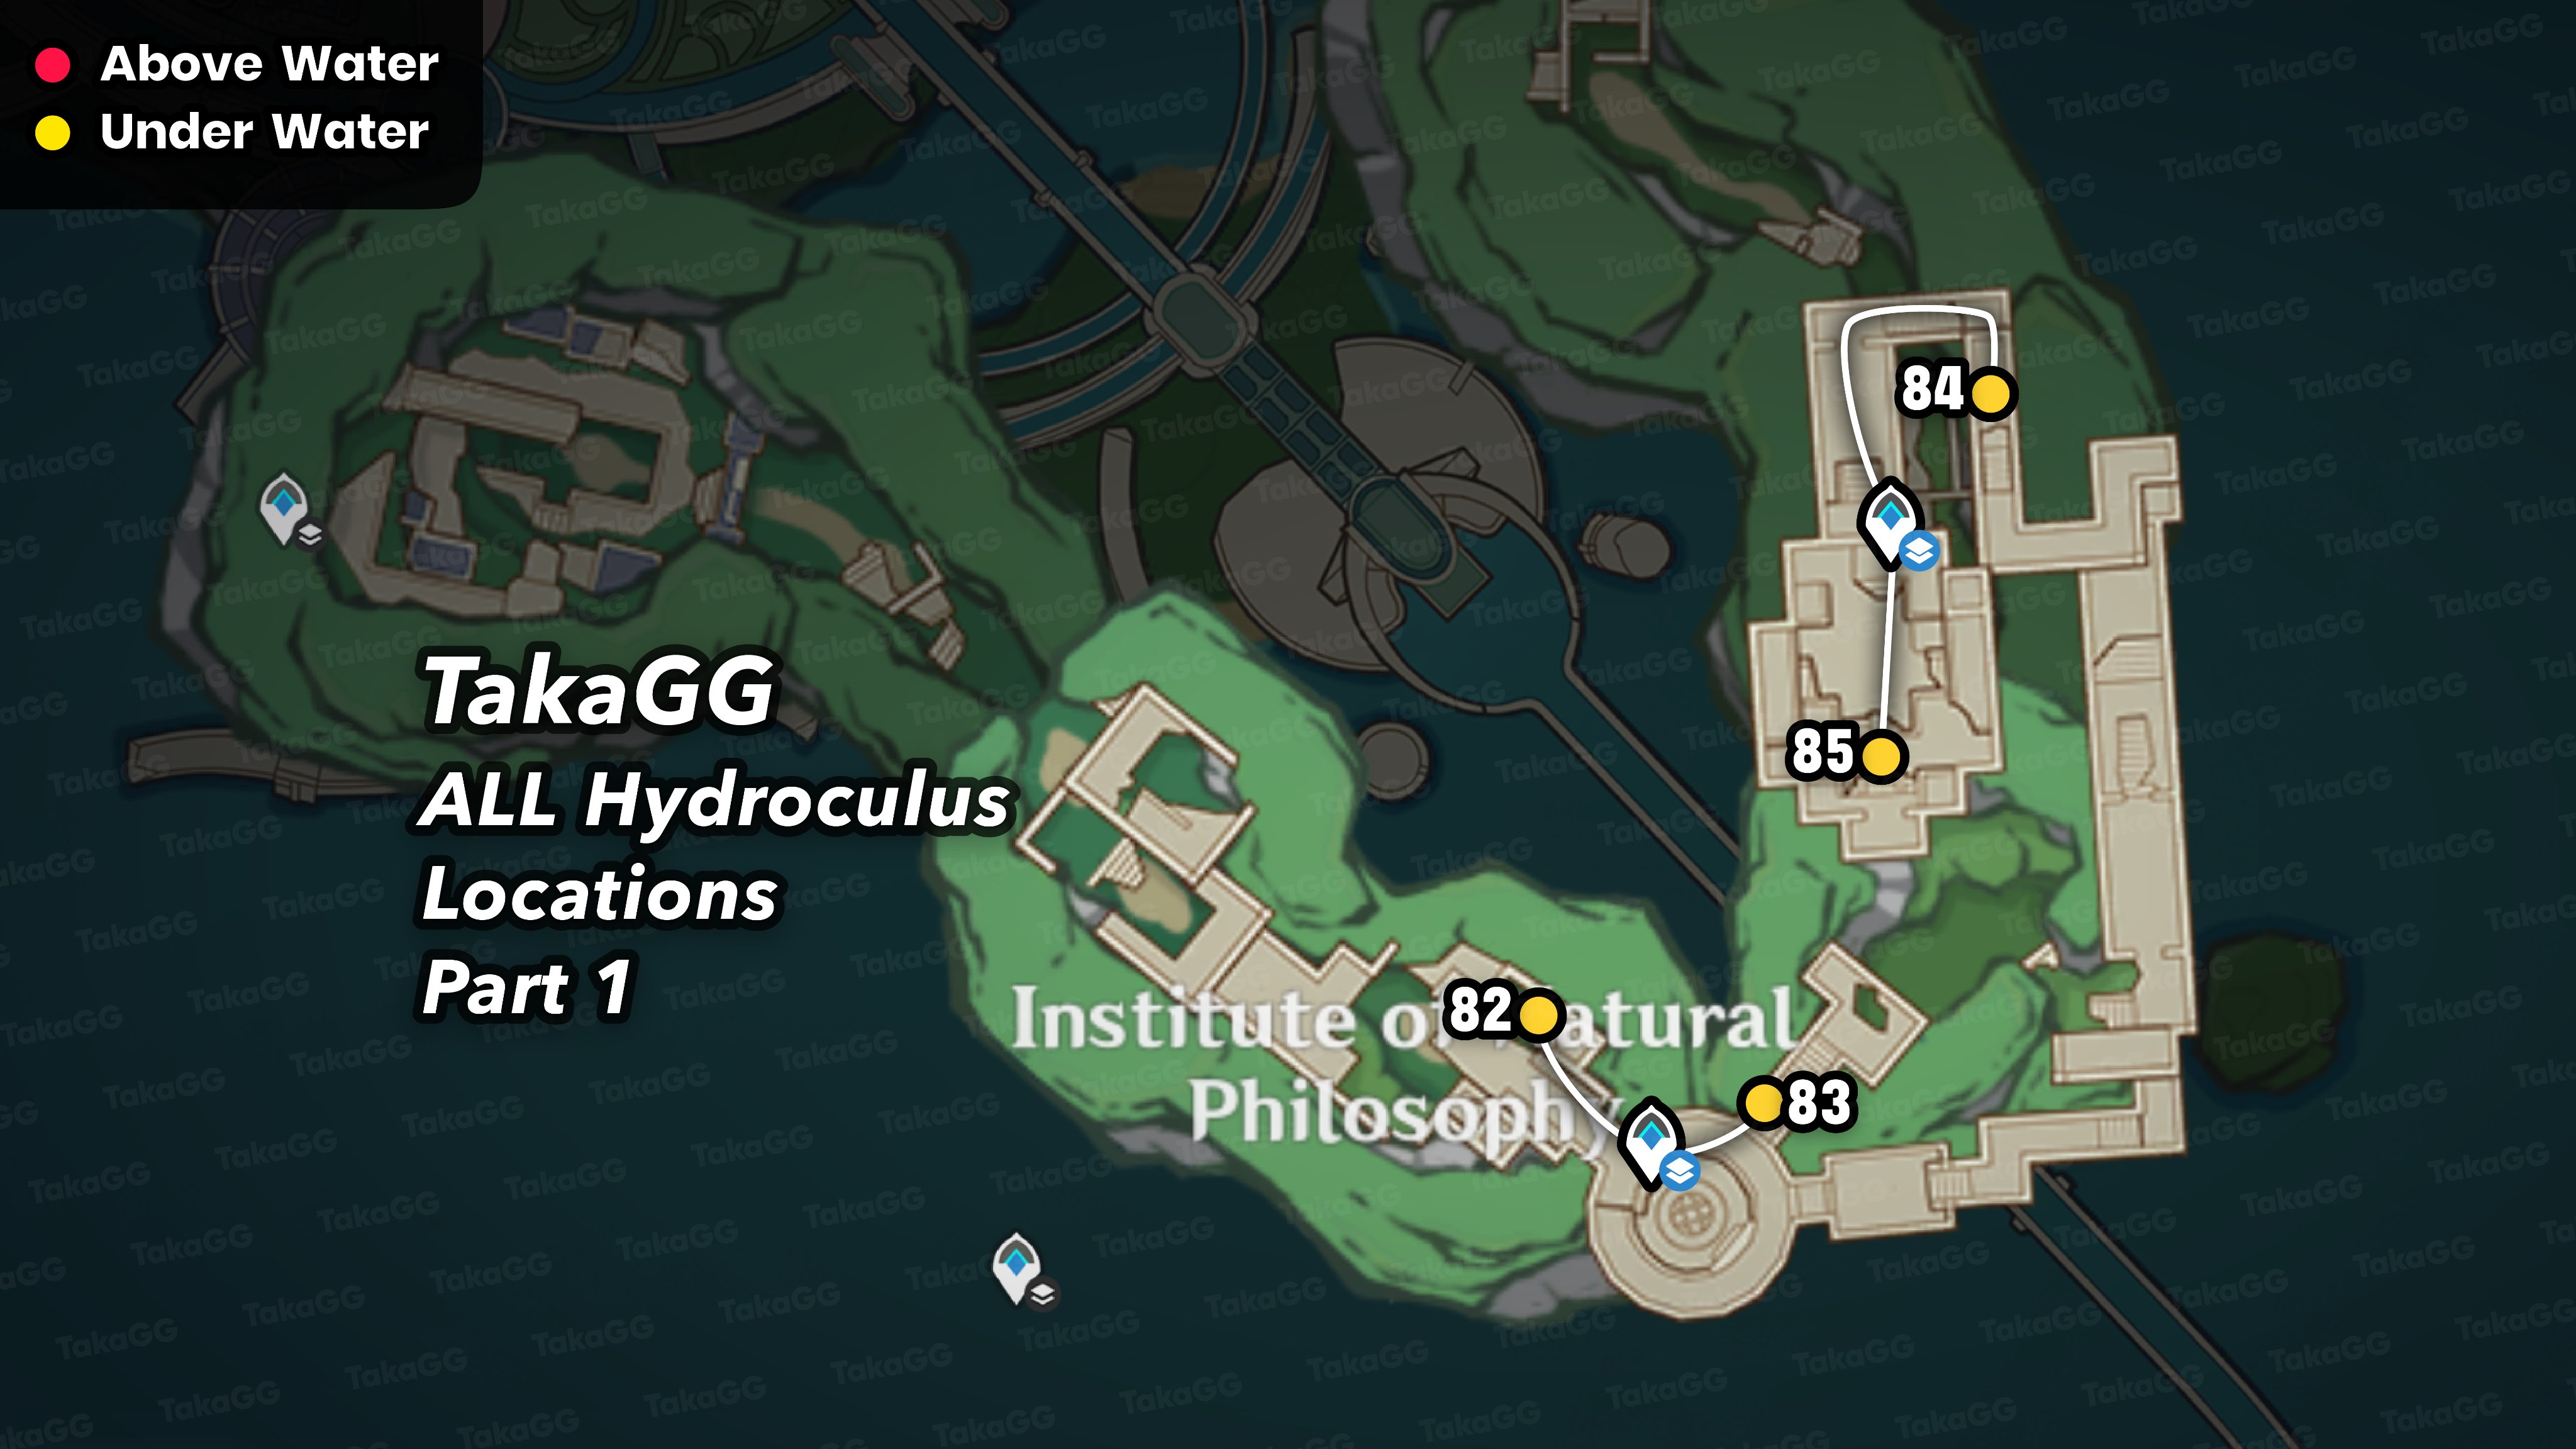 Above Water
Under Water
84
85
TakaGG
ALL Hydroculus
Locations
Part 1
82
Institute of Natural
Philosophy
83